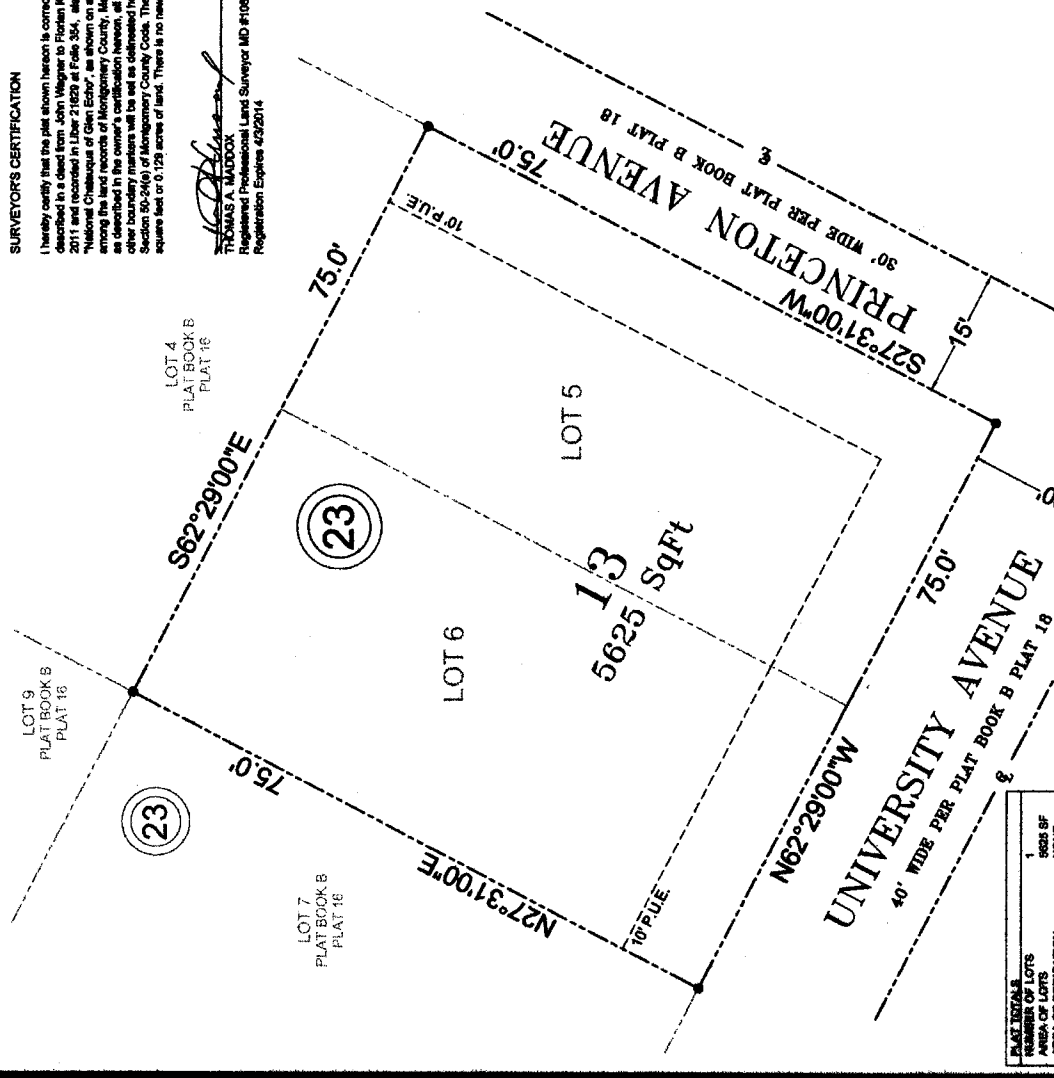 SURVEYOR'S CERTIFICATION
I hereby certify that the plat shown hereon is correc
described in a deed from John Wagner to Florian
2011 and recorded in Liber 21829 at Folio 354,
"National Chatauqua of Glen Echo", as shown on a
among the land records of Montgomery County,
as described in the owner's certification hereon, all
other boundary markers will be set as delineated
Section 50-24(e) of Montgomery County Code. The
square feet or 0.129 acres of land. There is no new
THOMAS A. MADDOX
Registered Professional Land Surveyor MD
Registration Expires 4/3/2014
LOT 4
PLAT BOOK B
PLAT 16
LOT 9
PLAT BOOK B
PLAT 16
LOT 7
PLAT BOOK B
PLAT 16
23
23
S62°29'00"E
75.0'
10' P.U.E.
75.0'
S27°31'00"W
PRINCETON AVENUE
30' WIDE PER PLAT BOOK B PLAT 18
15'
LOT 5
LOT 6
13
5625 SqFt
75.0'
N27°31'00"E
10' P.U.E.
N62°29'00"W
75.0'
UNIVERSITY AVENUE
40' WIDE PER PLAT BOOK B PLAT 18
PLAT TOTALS
NUMBER OF LOTS 1
AREA OF LOTS 5625 SF